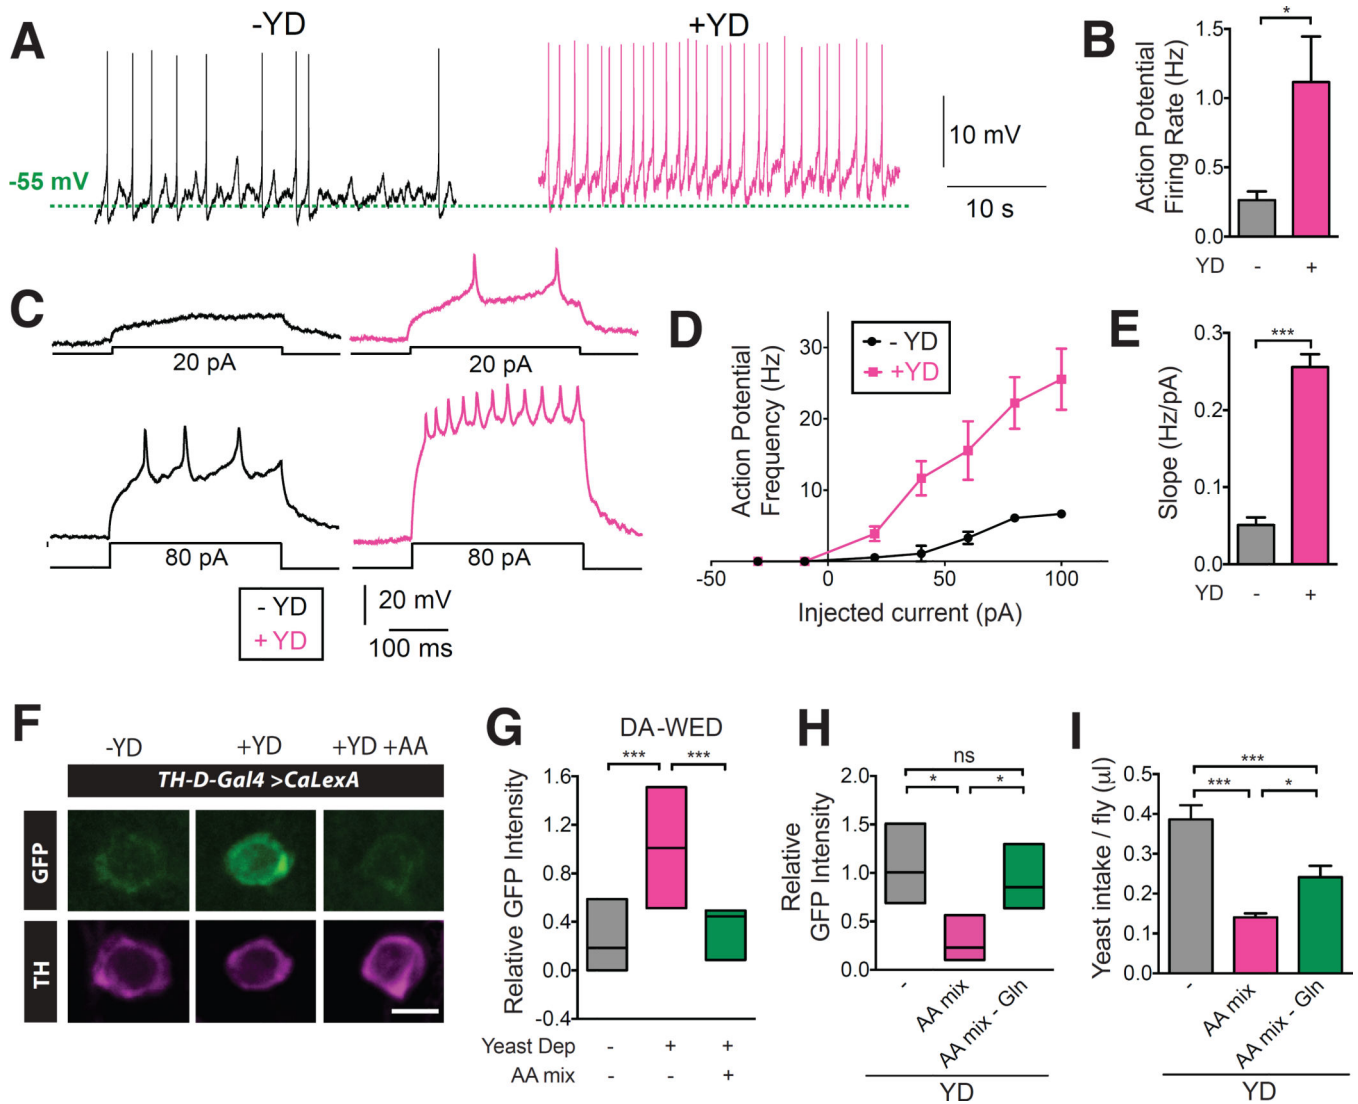 A
-YD
+YD
-55 mV
10 mV
10 s
B
Action Potential
Firing Rate (Hz)
1.5
1.0
0.5
0.0
*
YD - +
C
20 pA
20 pA
80 pA
80 pA
- YD
+ YD
20 mV
100 ms
D
Action Potential
Frequency (Hz)
30
20
10
- YD
+YD
-50 0 50 100
Injected current (pA)
E
Slope (Hz/pA)
0.3
0.2
0.1
0.0
***
YD - +
F
-YD +YD +YD +AA
TH-D-Gal4 >CaLexA
GFP
TH
G
DA-WED
*** ***
Relative GFP Intensity
1.6
1.2
0.8
0.4
0.0
-0.4
Yeast Dep - + +
AA mix - - +
H
ns
* *
Relative
GFP Intensity
2.0
1.5
1.0
0.5
0.0
-
AA mix
AA mix - Gln
YD
I
***
*** *
Yeast intake / fly (µl)
0.5
0.4
0.3
0.2
0.1
0.0
-
AA mix
AA mix - Gln
YD